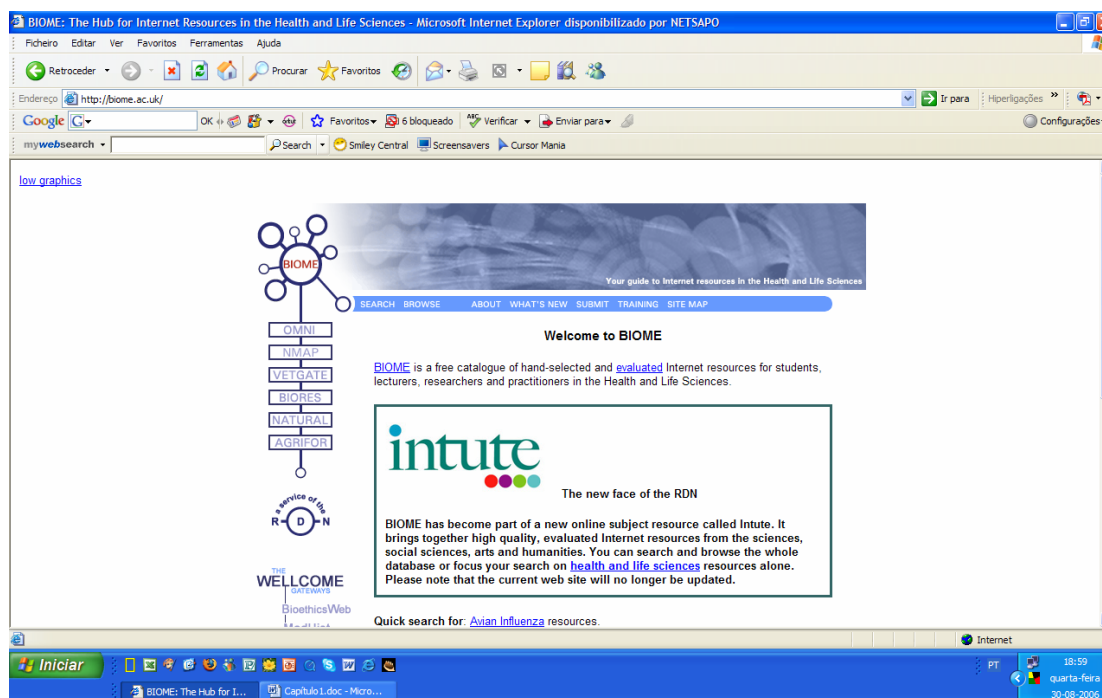 BIOME: The Hub for Internet Resources in the Health and Life Sciences - Microsoft Internet Explorer disponibilizado por NETSAPO
Ficheiro Editar Ver Favoritos Ferramentas Ajuda
Retroceder Procurar Favoritos
Endereço http://biome.ac.uk/ Ir para Hiperligações »
Google G OK Favoritos 6 bloqueado ABC Verificar Enviar para Configurações
mywebsearch Search Smiley Central Screensavers Cursor Mania
low graphics
BIOME
Your guide to Internet resources in the Health and Life Sciences
SEARCH BROWSE ABOUT WHAT'S NEW SUBMIT TRAINING SITE MAP
OMNI
NMAP
VETGATE
BIORES
NATURAL
AGRIFOR
a service of the
R-D-N
THE
WELLCOME
GATEWAYS
BioethicsWeb
MedHist
Welcome to BIOME
BIOME is a free catalogue of hand-selected and evaluated Internet resources for students,
lecturers, researchers and practitioners in the Health and Life Sciences.
intute
The new face of the RDN
BIOME has become part of a new online subject resource called Intute. It
brings together high quality, evaluated Internet resources from the sciences,
social sciences, arts and humanities. You can search and browse the whole
database or focus your search on health and life sciences resources alone.
Please note that the current web site will no longer be updated.
Quick search for: Avian Influenza resources.
Internet
Iniciar PT 18:59
quarta-feira
30-08-2006
BIOME: The Hub for I... Capítulo 1.doc - Micro...